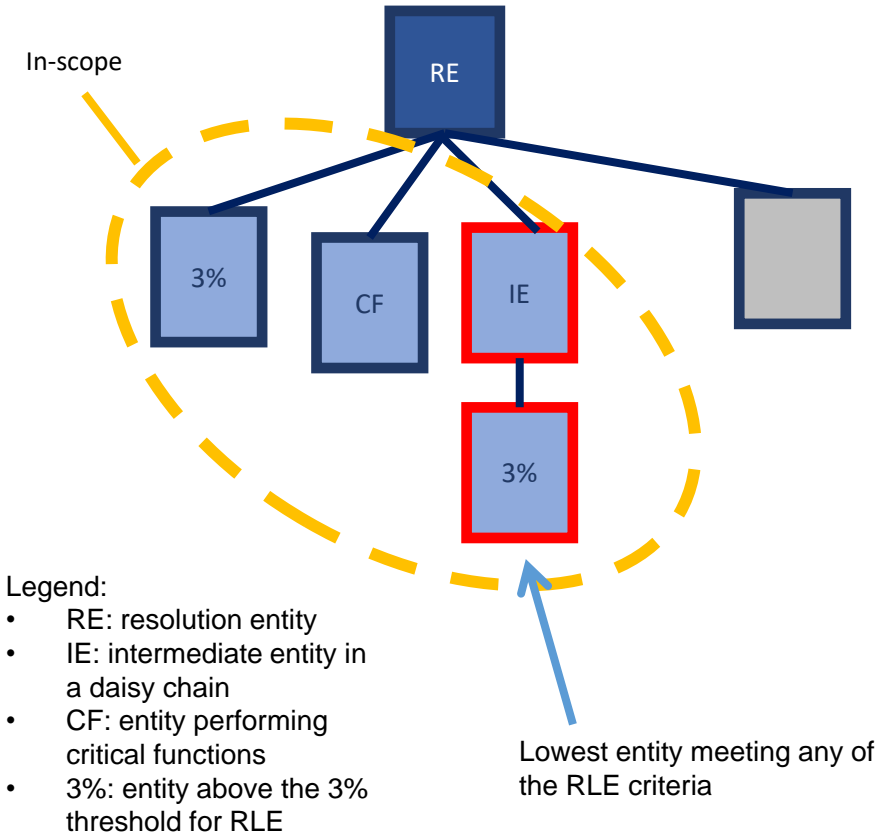 In-scope
RE
3%
CF
IE
3%
Legend:
• RE: resolution entity
• IE: intermediate entity in
a daisy chain
• CF: entity performing
critical functions
• 3%: entity above the 3%
threshold for RLE
Lowest entity meeting any of
the RLE criteria